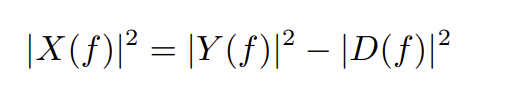 |X(f)|² = |Y(f)|² − |D(f)|²